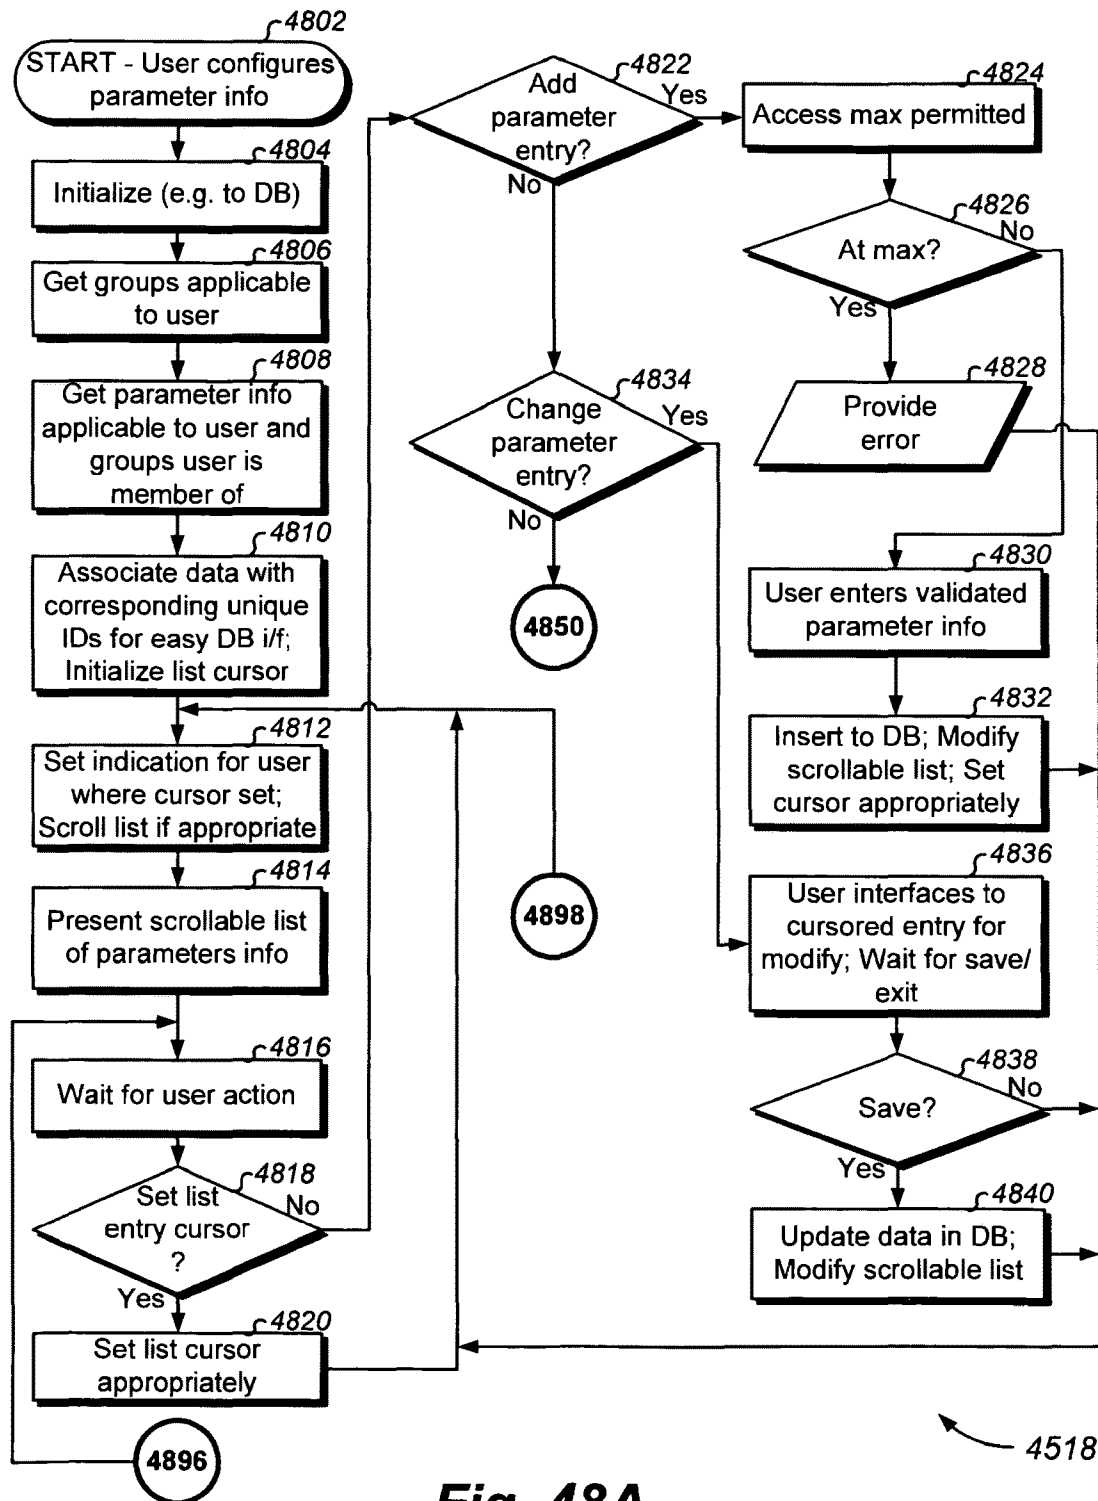 4802
START - User configures
parameter info
4804
Initialize (e.g. to DB)
4806
Get groups applicable
to user
4808
Get parameter info
applicable to user and
groups user is
member of
4810
Associate data with
corresponding unique
IDs for easy DB i/f;
Initialize list cursor
4812
Set indication for user
where cursor set;
Scroll list if appropriate
4814
Present scrollable list
of parameters info
4816
Wait for user action
4818
Set list
entry cursor
?
No
Yes
4820
Set list cursor
appropriately
4896
4822
Add
parameter
entry?
Yes
No
4834
Change
parameter
entry?
Yes
No
4850
4898
4824
Access max permitted
4826
At max?
No
Yes
4828
Provide
error
4830
User enters validated
parameter info
4832
Insert to DB; Modify
scrollable list; Set
cursor appropriately
4836
User interfaces to
cursored entry for
modify; Wait for save/
exit
4838
Save?
No
Yes
4840
Update data in DB;
Modify scrollable list
4518
Fig. 48A